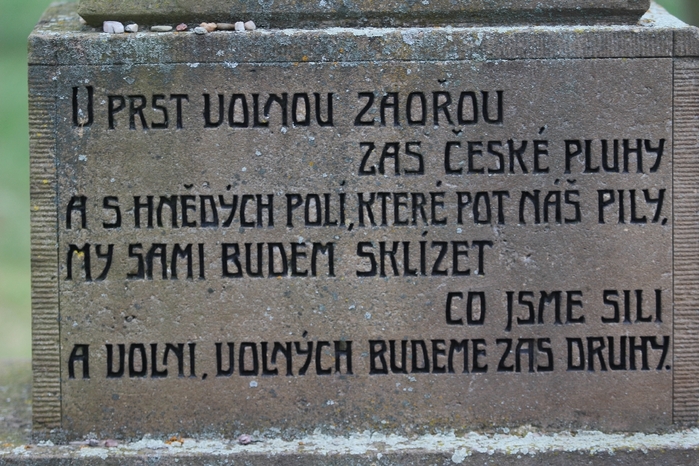 U PRST VOLNOU ZAOŘOU
ZAS ČESKÉ PLUHY
A S HNĚDÝCH POLÍ, KTERÉ POT NÁŠ PILY,
MY SAMI BUDEM SKLÍZET
CO JSME SILI
A VOLNI, VOLNÝCH BUDEME ZAS DRUHY.